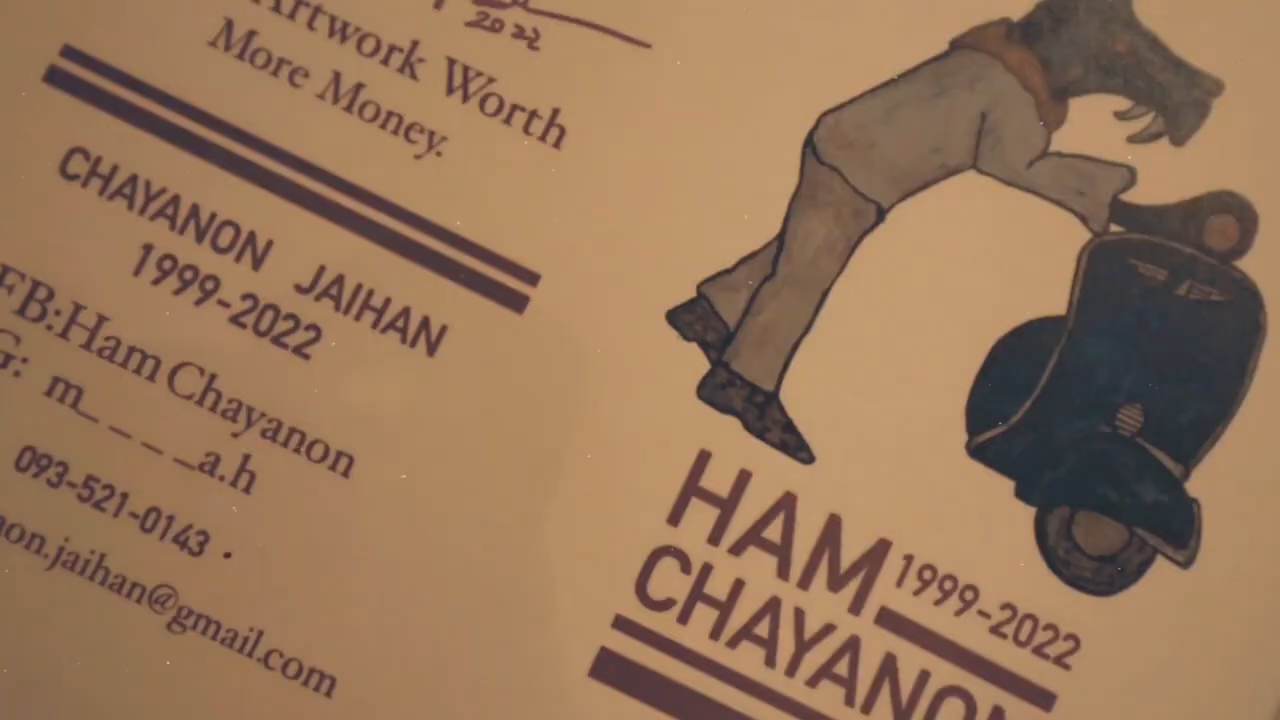 2022
Artwork Worth
More Money.
CHAYANON JAIHAN
1999-2022
FB:Ham Chayanon
G: m_ _ _ _a.h
093-521-0143 .
non.jaihan@gmail.com
HAM 1999-2022
CHAYANON